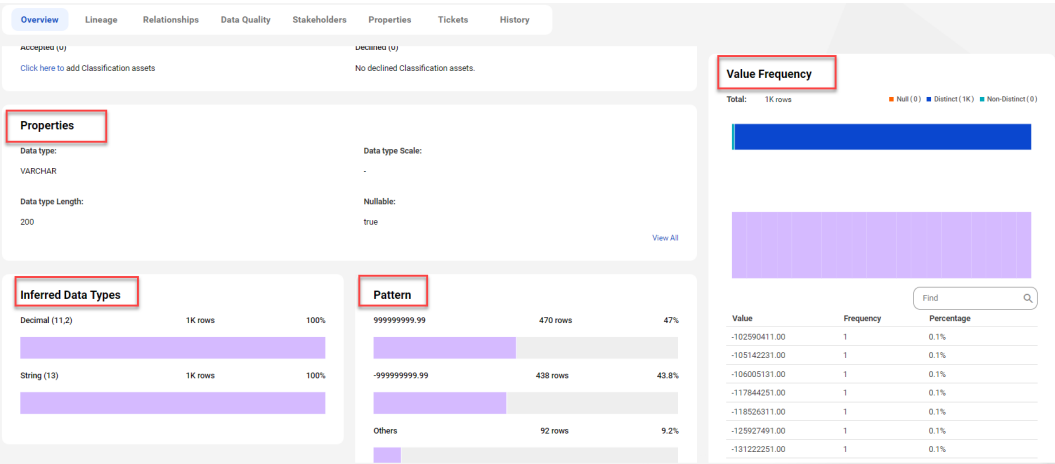 Overview Lineage Relationships Data Quality Stakeholders Properties Tickets History
Accepted (0) Declined (0)
Click here to add Classification assets No declined Classification assets.
Properties
Data type: Data type Scale:
VARCHAR -
Data type Length: Nullable:
200 true
View All
Inferred Data Types
Decimal (11,2) 1K rows 100%
String (13) 1K rows 100%
Pattern
999999999.99 470 rows 47%
-999999999.99 438 rows 43.8%
Others 92 rows 9.2%
Value Frequency
Total: 1K rows Null ( 0 ) Distinct ( 1K ) Non-Distinct ( 0 )
Find
Value Frequency Percentage
-102590411.00 1 0.1%
-105142231.00 1 0.1%
-106005131.00 1 0.1%
-117844251.00 1 0.1%
-118526311.00 1 0.1%
-125927491.00 1 0.1%
-131222251.00 1 0.1%